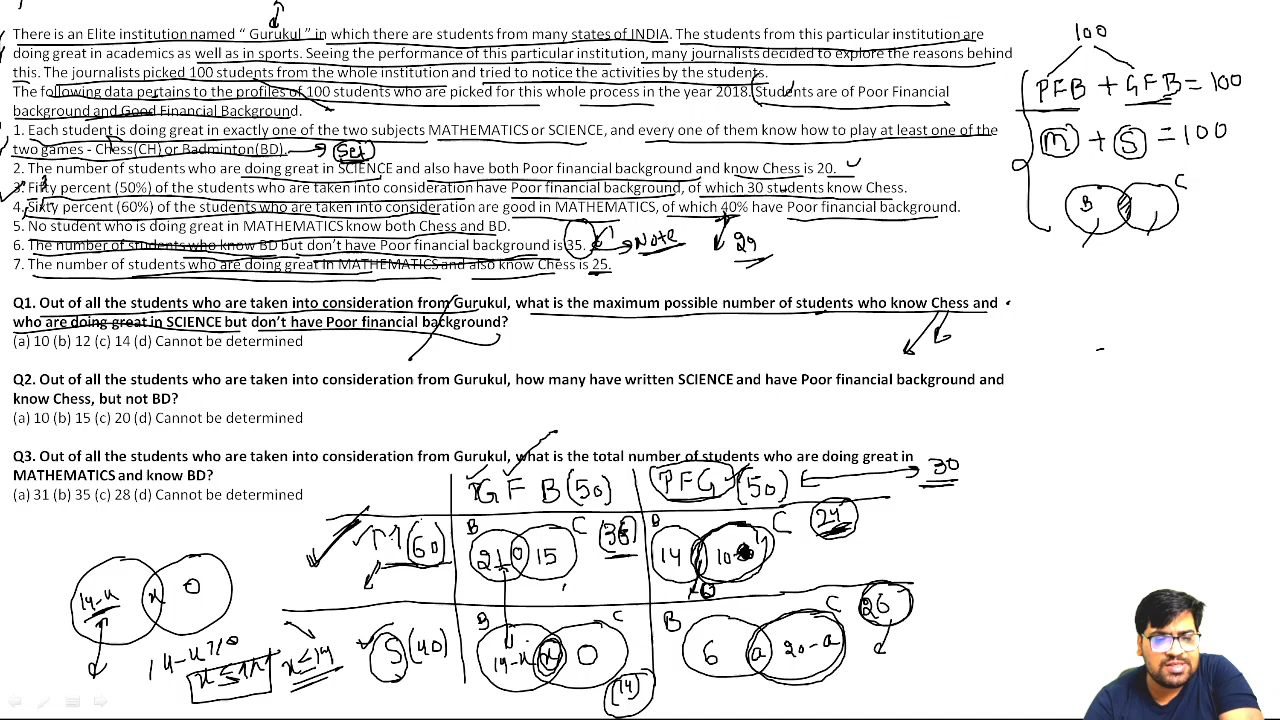 There is an Elite institution named “ Gurukul ” in which there are students from many states of INDIA. The students from this particular institution are
doing great in academics as well as in sports. Seeing the performance of this particular institution, many journalists decided to explore the reasons behind
this. The journalists picked 100 students from the whole institution and tried to notice the activities by the students.
The following data pertains to the profiles of 100 students who are picked for this whole process in the year 2018. Students are of Poor Financial
background and Good Financial Background.
1. Each student is doing great in exactly one of the two subjects MATHEMATICS or SCIENCE, and every one of them know how to play at least one of the
two games - Chess(CH) or Badminton(BD). Set
2. The number of students who are doing great in SCIENCE and also have both Poor financial background and know Chess is 20.
3. Fifty percent (50%) of the students who are taken into consideration have Poor financial background, of which 30 students know Chess.
4. Sixty percent (60%) of the students who are taken into consideration are good in MATHEMATICS, of which 40% have Poor financial background.
5. No student who is doing great in MATHEMATICS know both Chess and BD.
6. The number of students who know BD but don’t have Poor financial background is 35. Note 24
7. The number of students who are doing great in MATHEMATICS and also know Chess is 25.
100
PFB + GFB = 100
M + S = 100
B C
Q1. Out of all the students who are taken into consideration from Gurukul, what is the maximum possible number of students who know Chess and
who are doing great in SCIENCE but don’t have Poor financial background?
(a) 10 (b) 12 (c) 14 (d) Cannot be determined
Q2. Out of all the students who are taken into consideration from Gurukul, how many have written SCIENCE and have Poor financial background and
know Chess, but not BD?
(a) 10 (b) 15 (c) 20 (d) Cannot be determined
Q3. Out of all the students who are taken into consideration from Gurukul, what is the total number of students who are doing great in
MATHEMATICS and know BD?
(a) 31 (b) 35 (c) 28 (d) Cannot be determined
GFB (50) PFG (50) 30
M (60) B 21 0 15 C 36 B 14 0 10 C 24
S (40) B 14-x x 0 C 14 B 6 a 20-a C 26
14-x x 0
14-x ≥ 0
x ≤ 14 x ≤ 14